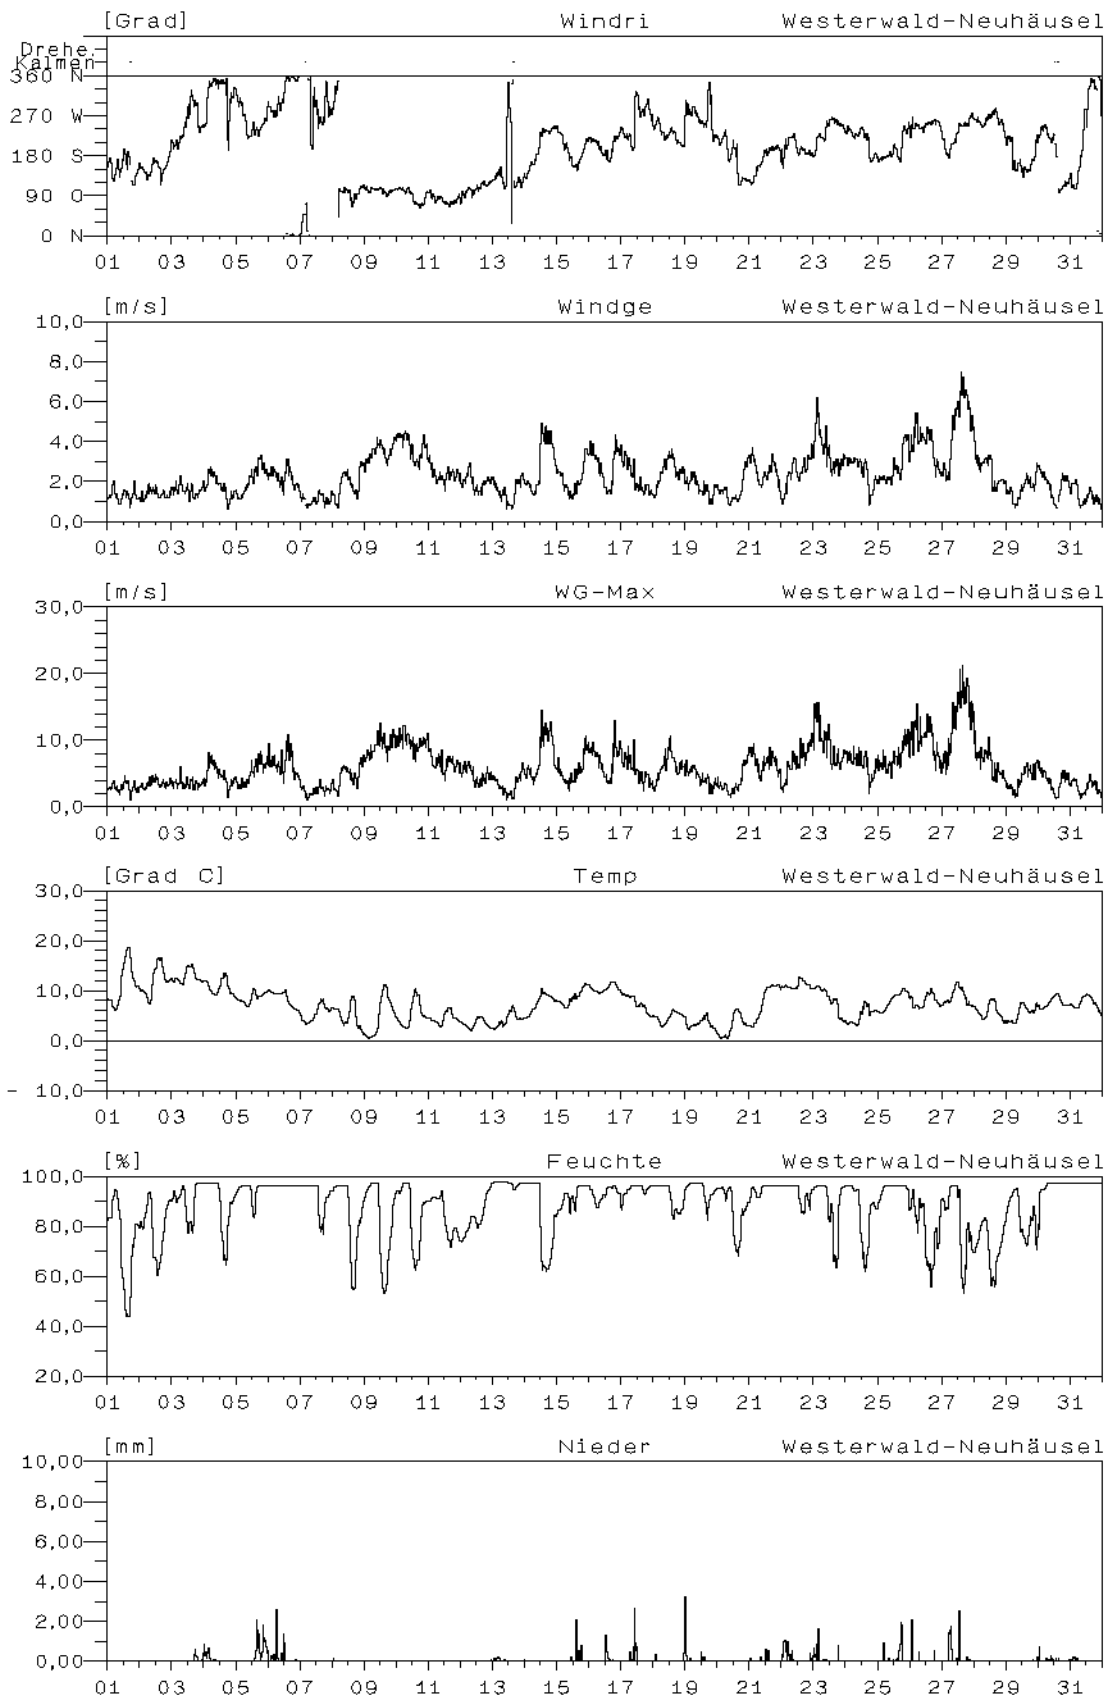 [Grad] Windri Westerwald-Neuhäusel
Drehe.
Kalmen
360 N
270 W
180 S
90 O
0 N
01 03 05 07 09 11 13 15 17 19 21 23 25 27 29 31
[m/s] Windge Westerwald-Neuhäusel
10,0
8,0
6,0
4,0
2,0
0,0
01 03 05 07 09 11 13 15 17 19 21 23 25 27 29 31
[m/s] WG-Max Westerwald-Neuhäusel
30,0
20,0
10,0
0,0
01 03 05 07 09 11 13 15 17 19 21 23 25 27 29 31
[Grad C] Temp Westerwald-Neuhäusel
30,0
20,0
10,0
0,0
- 10,0
01 03 05 07 09 11 13 15 17 19 21 23 25 27 29 31
[%] Feuchte Westerwald-Neuhäusel
100,0
80,0
60,0
40,0
20,0
01 03 05 07 09 11 13 15 17 19 21 23 25 27 29 31
[mm] Nieder Westerwald-Neuhäusel
10,00
8,00
6,00
4,00
2,00
0,00
01 03 05 07 09 11 13 15 17 19 21 23 25 27 29 31